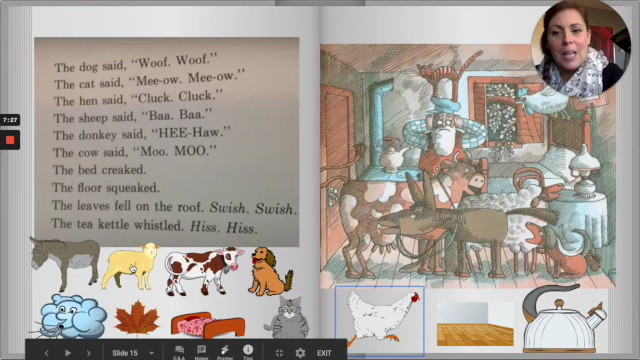 The dog said, "Woof. Woof."
The cat said, "Mee-ow. Mee-ow."
The hen said, "Cluck. Cluck."
The sheep said, "Baa. Baa."
The donkey said, "HEE-Haw."
The cow said, "Moo. MOO."
The bed creaked.
The floor squeaked.
The leaves fell on the roof. Swish. Swish.
The tea kettle whistled. Hiss. Hiss.
7:27
Slide 15
Q&A
Notes
Pointer
Time
EXIT